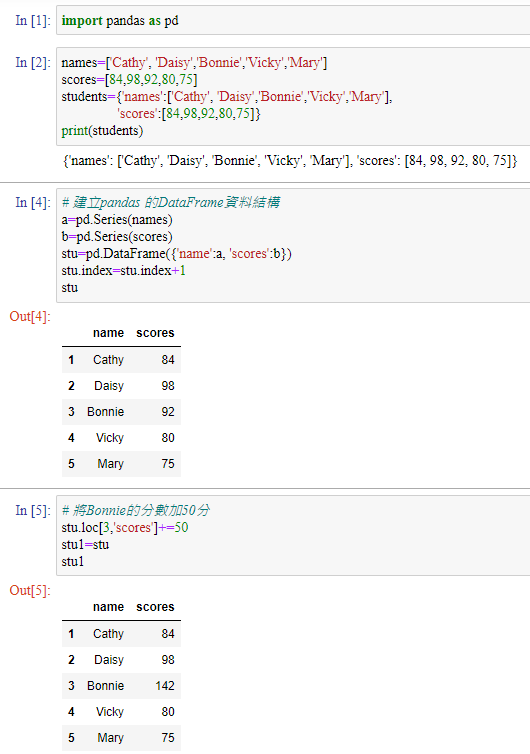 In [1]: import pandas as pd
In [2]: names=['Cathy', 'Daisy','Bonnie','Vicky','Mary']
scores=[84,98,92,80,75]
students={'names':['Cathy', 'Daisy','Bonnie','Vicky','Mary'],
'scores':[84,98,92,80,75]}
print(students)
{'names': ['Cathy', 'Daisy', 'Bonnie', 'Vicky', 'Mary'], 'scores': [84, 98, 92, 80, 75]}
In [4]: # 建立pandas 的DataFrame資料結構
a=pd.Series(names)
b=pd.Series(scores)
stu=pd.DataFrame({'name':a, 'scores':b})
stu.index=stu.index+1
stu
Out[4]:
name scores
1 Cathy 84
2 Daisy 98
3 Bonnie 92
4 Vicky 80
5 Mary 75
In [5]: # 將Bonnie的分數加50分
stu.loc[3,'scores']+=50
stu1=stu
stu1
Out[5]:
name scores
1 Cathy 84
2 Daisy 98
3 Bonnie 142
4 Vicky 80
5 Mary 75